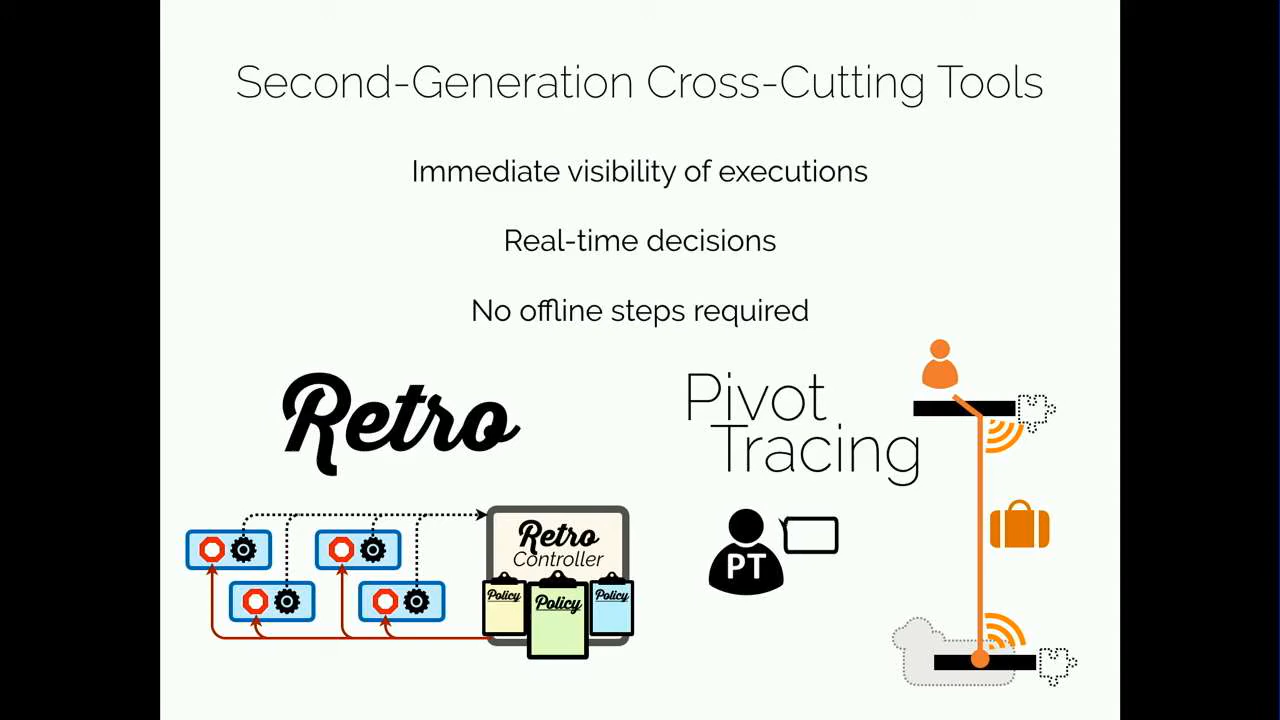 Second-Generation Cross-Cutting Tools
Immediate visibility of executions
Real-time decisions
No offline steps required
Retro
Pivot
Tracing
Retro
Controller
Policy
Policy
Policy
PT